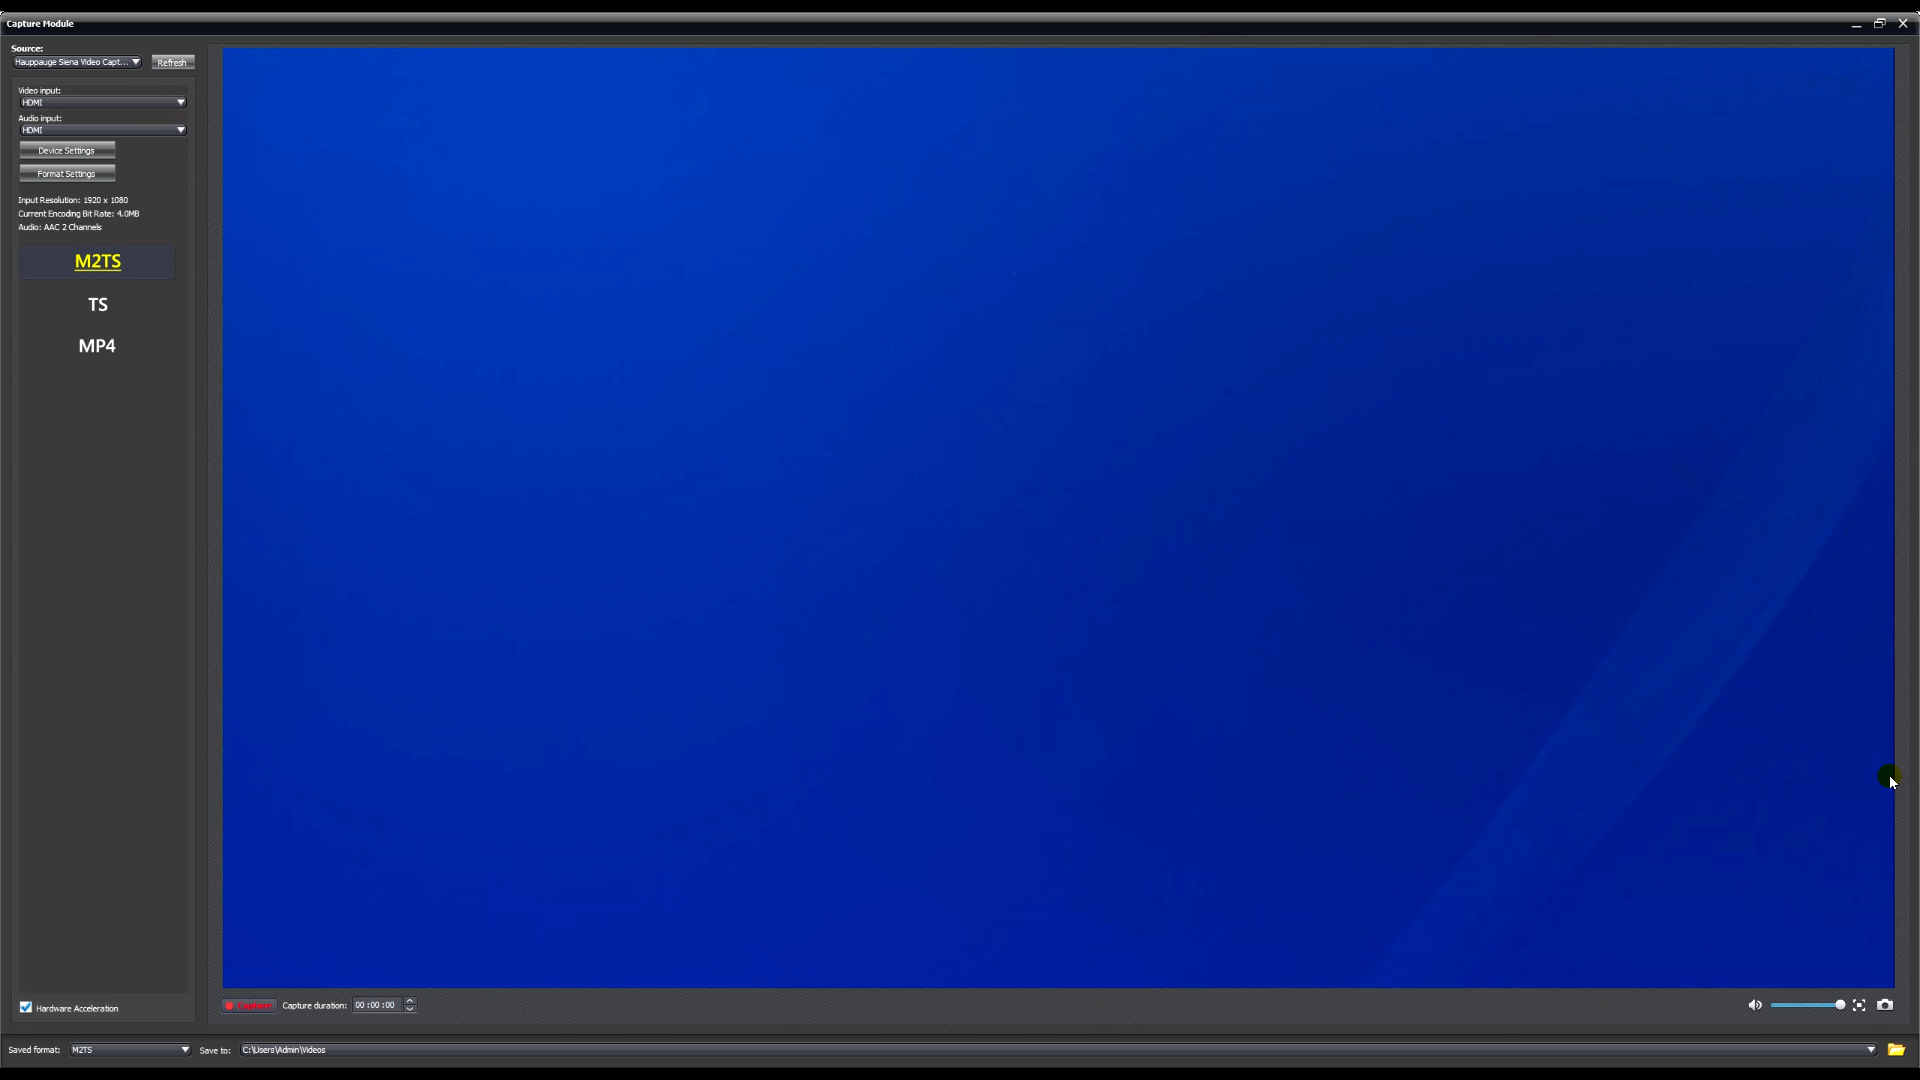 Capture Module
Source:
Hauppauge Siena Video Capt...
Refresh
Video input:
HDMI
Audio input:
HDMI
Device Settings
Format Settings
Input Resolution: 1920 x 1080
Current Encoding Bit Rate: 4.0MB
Audio: AAC 2 Channels
M2TS
TS
MP4
Hardware Acceleration
Capture
Capture duration:
00 :00 :00
Saved format:
M2TS
Save to:
C:\Users\Admin\Videos